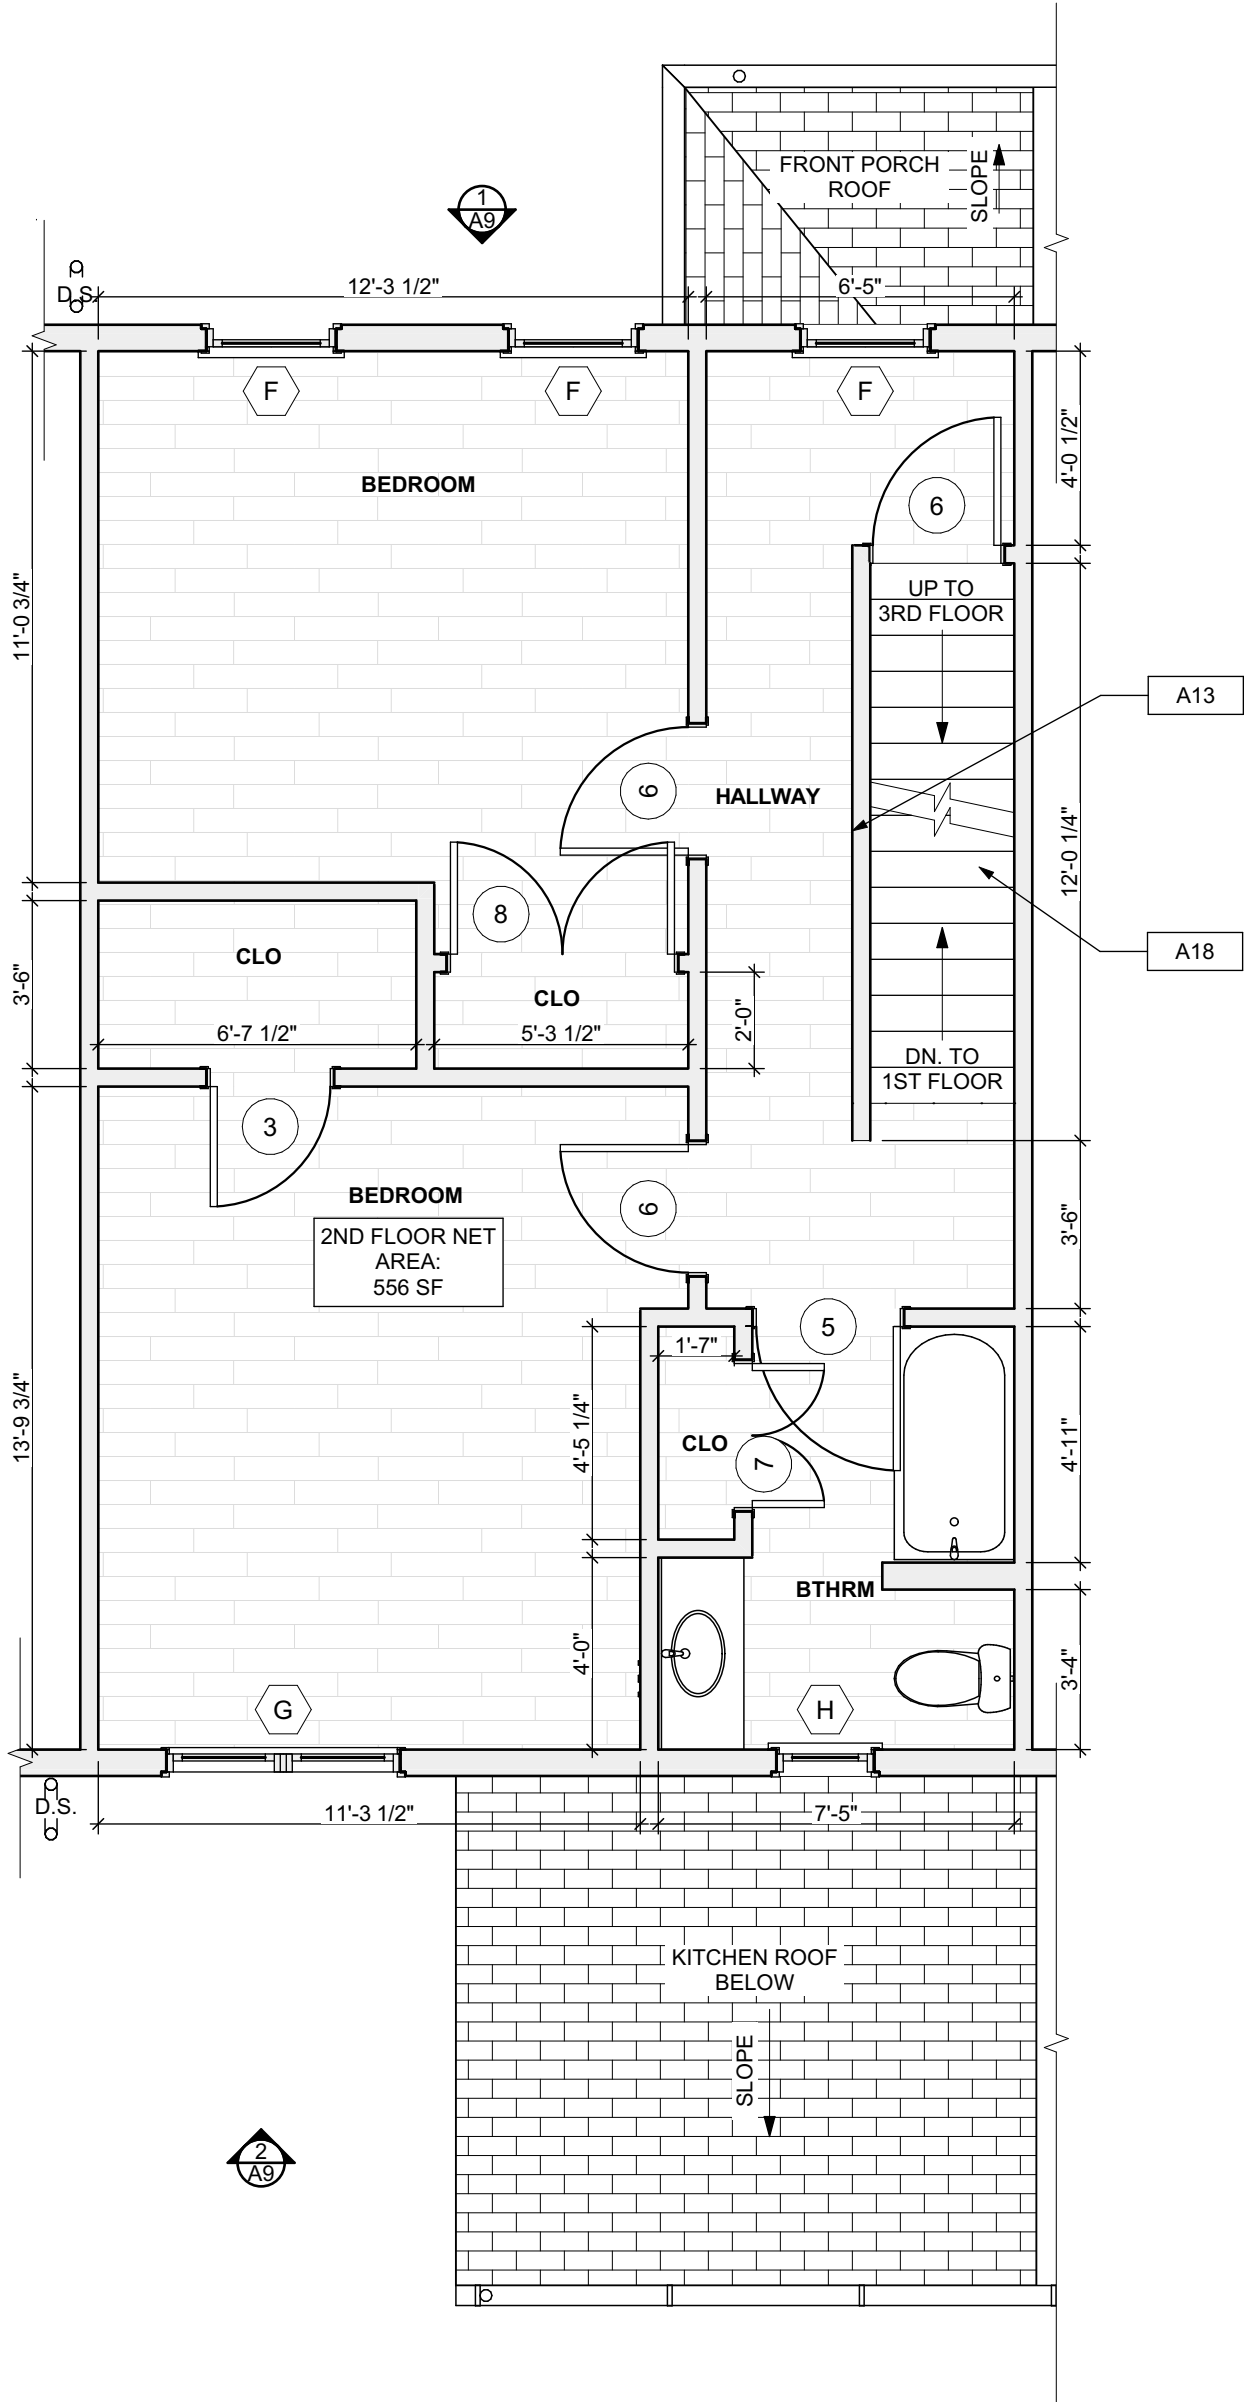 FRONT PORCH
ROOF
SLOPE
1
A9
12'-3 1/2"
6'-5"
D.S.
F
F
F
4'-0 1/2"
BEDROOM
6
11'-0 3/4"
UP TO
3RD FLOOR
A13
6
HALLWAY
12'-0 1/4"
8
CLO
A18
3'-6"
CLO
6'-7 1/2"
5'-3 1/2"
2'-0"
DN. TO
1ST FLOOR
3
BEDROOM
6
3'-6"
2ND FLOOR NET
AREA:
556 SF
5
1'-7"
13'-9 3/4"
4'-5 1/4"
CLO
7
4'-11"
BTHRM
4'-0"
3'-4"
G
H
D.S.
11'-3 1/2"
7'-5"
KITCHEN ROOF
BELOW
SLOPE
2
A9